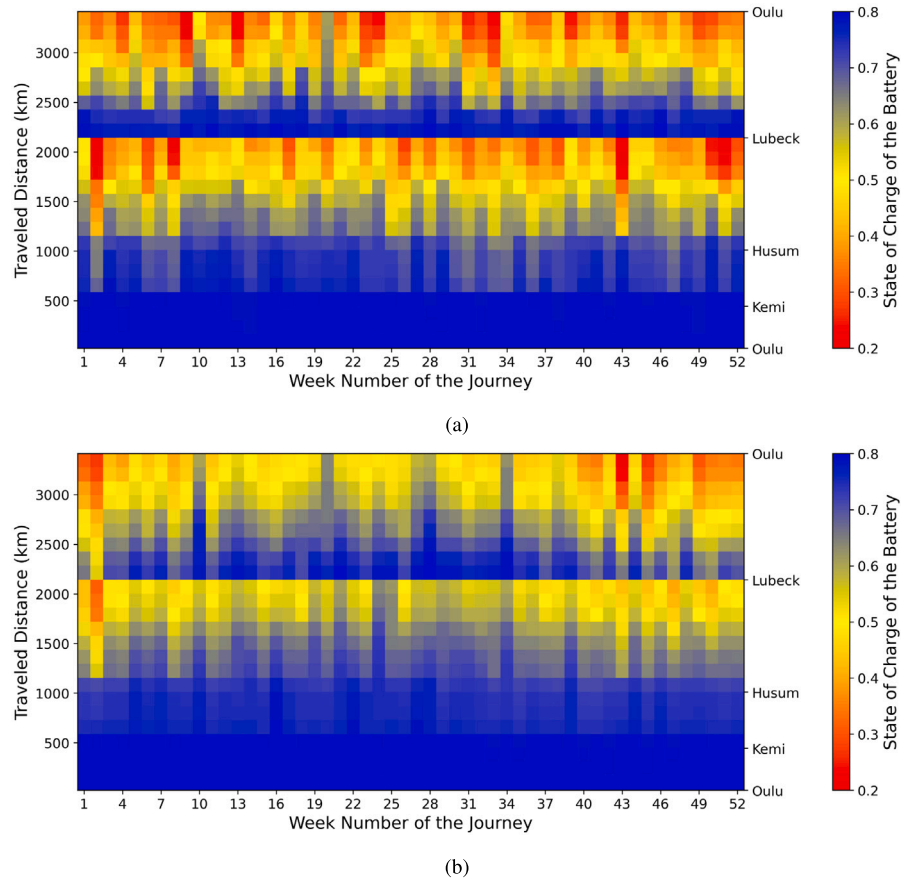 Oulu
0.8
3000
0.7
2500
Lubeck
0.6
2000
0.5
1500
Husum
1000
0.4
Kemi
500
0.3
Oulu
0.2
1 4 7 10 13 16 19 22 25 28 31 34 37 40 43 46 49 52
Week Number of the Journey
Traveled Distance (km)
State of Charge of the Battery
(a)
Oulu
0.8
3000
0.7
2500
Lubeck
0.6
2000
0.5
1500
Husum
1000
0.4
Kemi
500
0.3
Oulu
0.2
1 4 7 10 13 16 19 22 25 28 31 34 37 40 43 46 49 52
Week Number of the Journey
Traveled Distance (km)
State of Charge of the Battery
(b)